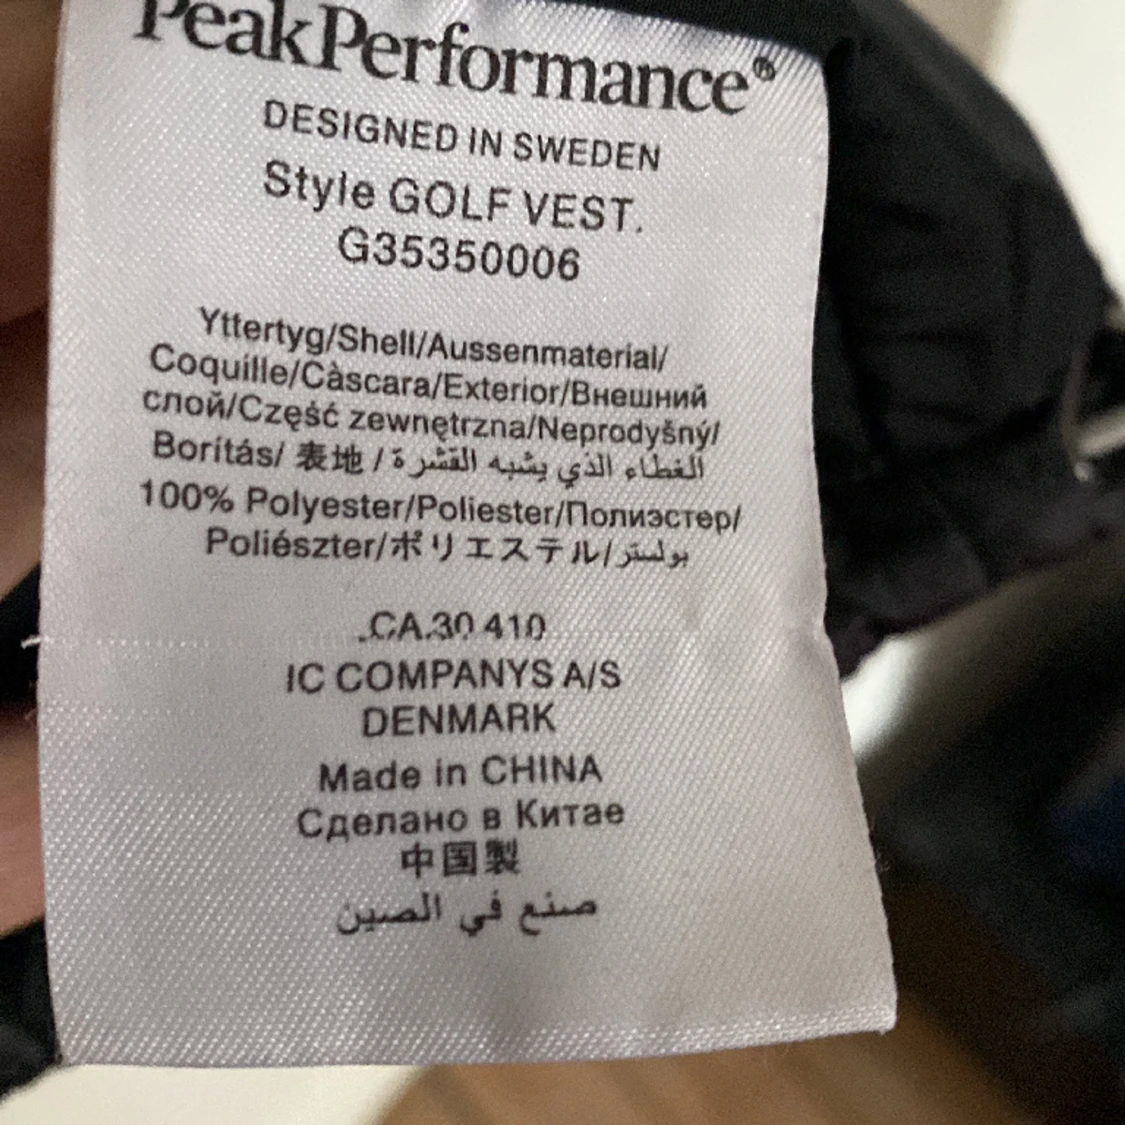 PeakPerformance®
DESIGNED IN SWEDEN
Style GOLF VEST.
G35350006
Yttertyg/Shell/Aussenmaterial/
Coquille/Càscara/Exterior/Внешний
слой/Część zewnętrzna/Neprodyšný/
Borítás/ 表地 / الغطاء الذي يشبه القشرة
100% Polyester/Poliester/Полиэстер/
Poliészter/ポリエステル/بولستر
.CA.30 410
IC COMPANYS A/S
DENMARK
Made in CHINA
Сделано в Китае
中国製
صنع في الصين